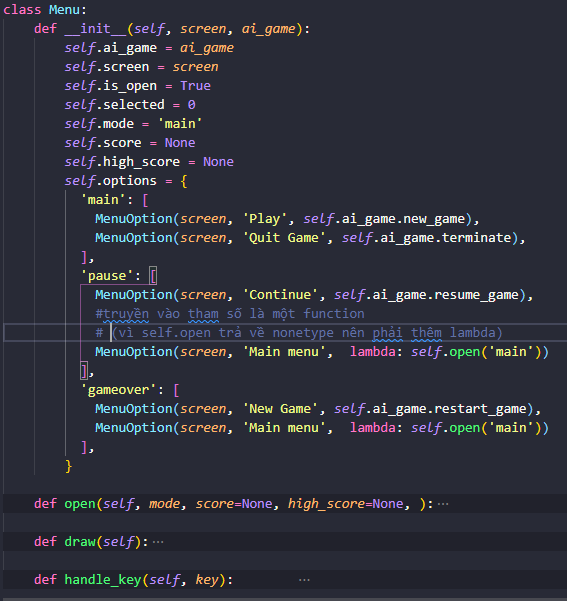 class Menu:
    def __init__(self, screen, ai_game):
        self.ai_game = ai_game
        self.screen = screen
        self.is_open = True
        self.selected = 0
        self.mode = 'main'
        self.score = None
        self.high_score = None
        self.options = {
          'main': [
            MenuOption(screen, 'Play', self.ai_game.new_game),
            MenuOption(screen, 'Quit Game', self.ai_game.terminate),
          ],
          'pause': [
            MenuOption(screen, 'Continue', self.ai_game.resume_game),
            #truyền vào tham số là một function
            # (vì self.open trả về nonetype nên phải thêm lambda)
            MenuOption(screen, 'Main menu',  lambda: self.open('main'))
          ],
          'gameover': [
            MenuOption(screen, 'New Game', self.ai_game.restart_game),
            MenuOption(screen, 'Main menu',  lambda: self.open('main'))
          ],
        }
    def open(self, mode, score=None, high_score=None, ):···
    def draw(self):···
    def handle_key(self, key):         ···